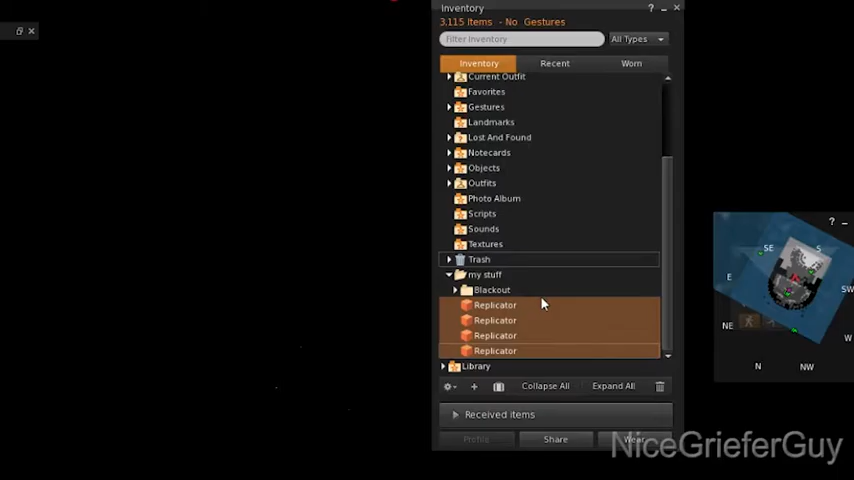 Inventory
3,115 Items - No Gestures
Filter Inventory
All Types
Inventory Recent Worn
Current Outfit
Favorites
Gestures
Landmarks
Lost And Found
Notecards
Objects
Outfits
Photo Album
Scripts
Sounds
Textures
Trash
my stuff
Blackout
Replicator
Replicator
Replicator
Replicator
Library
Collapse All Expand All
Received items
Profile Share Wear
SE S
E SW
NE W
N NW
NiceGrieferGuy